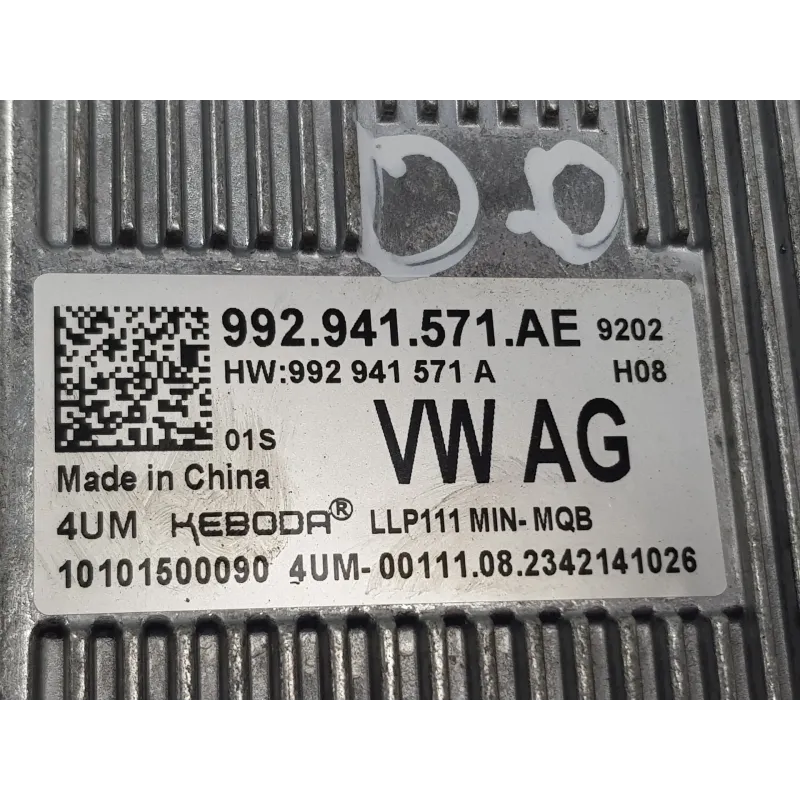 DO
992.941.571.AE 9202
HW:992 941 571 A H08
01S VW AG
Made in China
4UM KEBODA® LLP111 MIN-MQB
10101500090 4UM-00111.08.2342141026